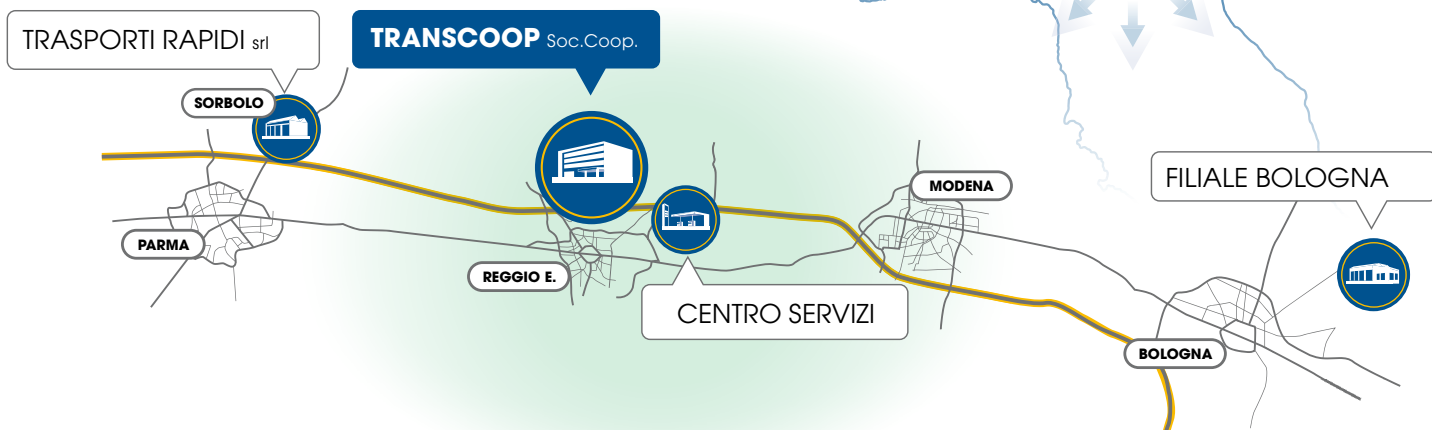 TRASPORTI RAPIDI srl
TRANSCOOP Soc.Coop.
SORBOLO
FILIALE BOLOGNA
MODENA
PARMA
REGGIO E.
CENTRO SERVIZI
BOLOGNA